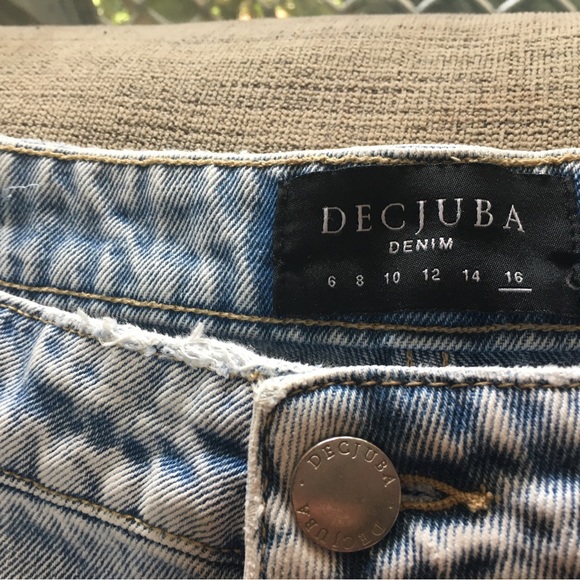 DECJUBA
DENIM
6 8 10 12 14 16
DECJUBA · DECJUBA ·